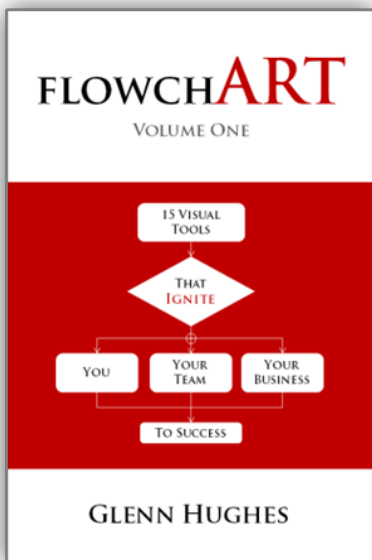 FLOWCHART
VOLUME ONE
15 VISUAL
TOOLS
THAT
IGNITE
YOU
YOUR
TEAM
YOUR
BUSINESS
TO SUCCESS
GLENN HUGHES